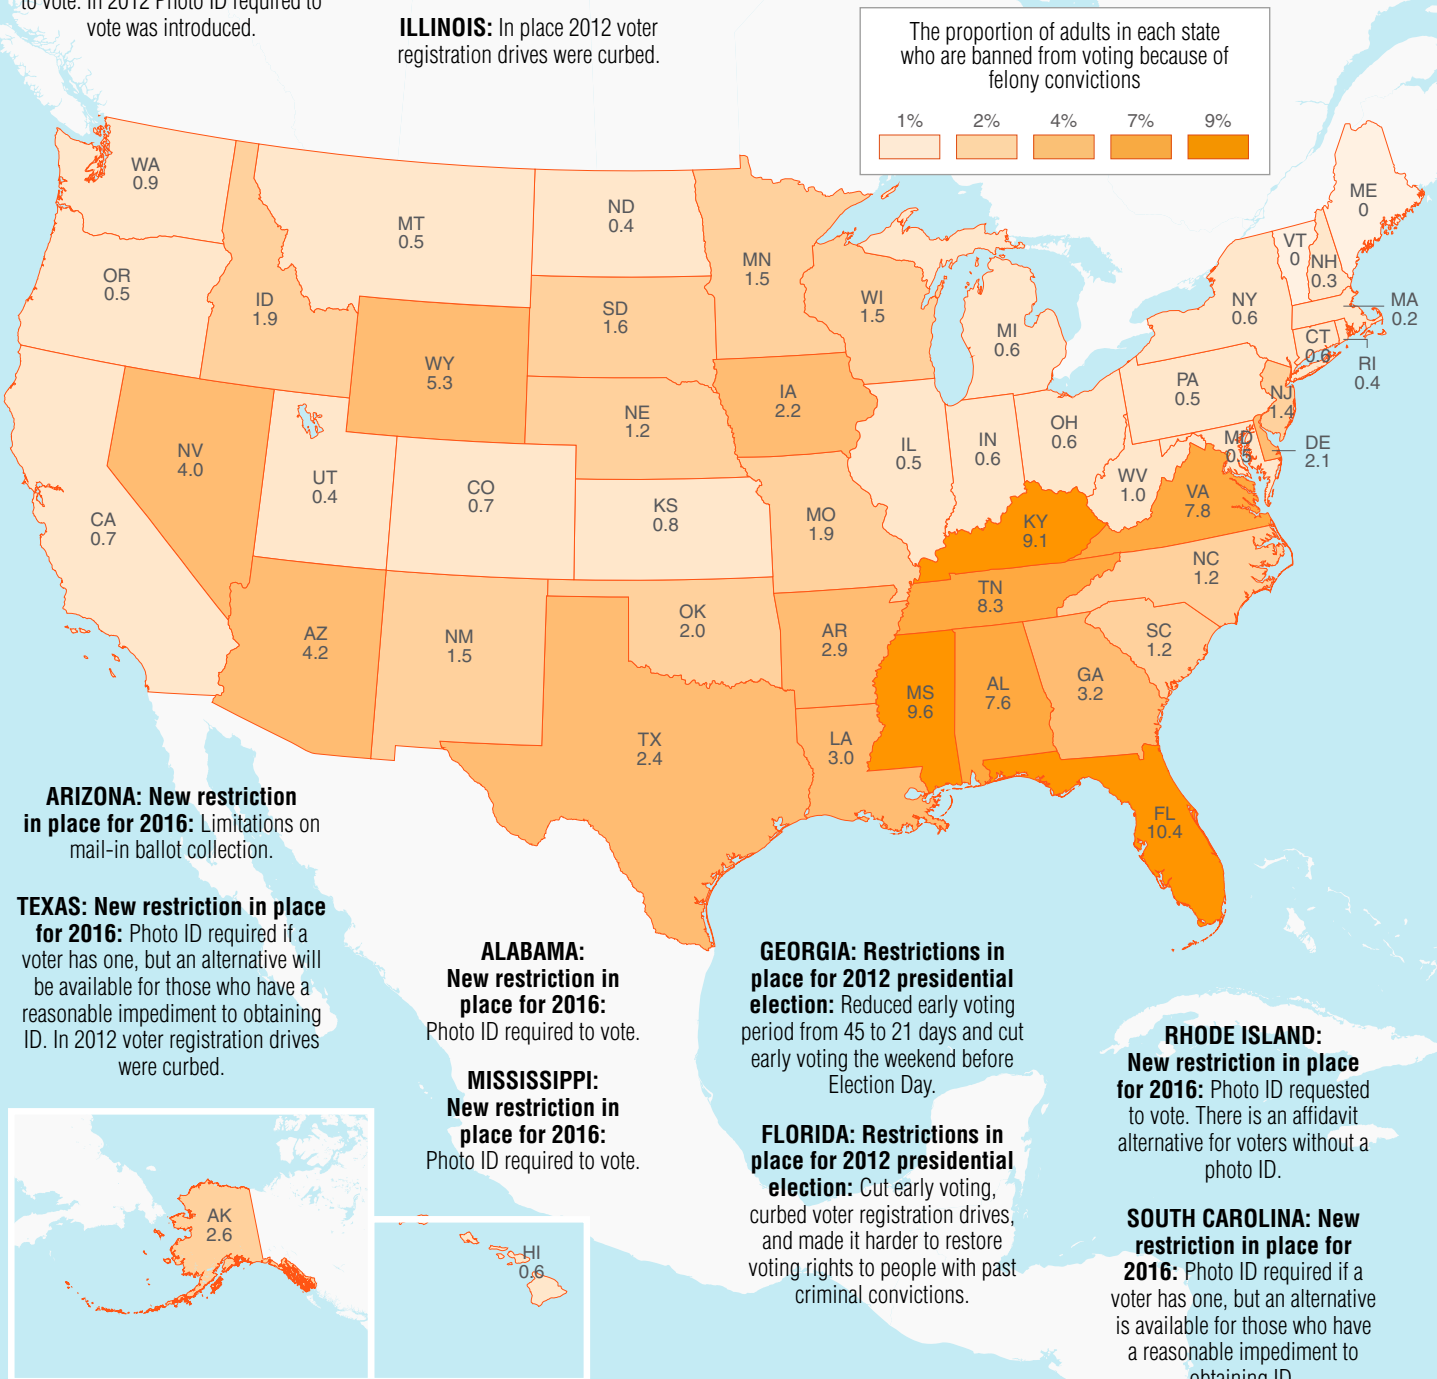 to vote. In 2012 Photo ID required to
vote was introduced.
ILLINOIS: In place 2012 voter
registration drives were curbed.
The proportion of adults in each state
who are banned from voting because of
felony convictions
1% 2% 4% 7% 9%
WA
0.9
OR
0.5
ID
1.9
MT
0.5
ND
0.4
SD
1.6
MN
1.5
WI
1.5
MI
0.6
ME
0
VT
0
NH
0.3
NY
0.6
MA
0.2
CT
0.6
RI
0.4
PA
0.5
NJ
1.4
MD
0.5
DE
2.1
WY
5.3
NE
1.2
IA
2.2
IL
0.5
IN
0.6
OH
0.6
WV
1.0
VA
7.8
NV
4.0
UT
0.4
CO
0.7
KS
0.8
MO
1.9
KY
9.1
CA
0.7
AZ
4.2
NM
1.5
OK
2.0
AR
2.9
TN
8.3
NC
1.2
SC
1.2
TX
2.4
LA
3.0
MS
9.6
AL
7.6
GA
3.2
FL
10.4
ARIZONA: New restriction
in place for 2016: Limitations on
mail-in ballot collection.
TEXAS: New restriction in place
for 2016: Photo ID required if a
voter has one, but an alternative will
be available for those who have a
reasonable impediment to obtaining
ID. In 2012 voter registration drives
were curbed.
ALABAMA:
New restriction in
place for 2016:
Photo ID required to vote.
MISSISSIPPI:
New restriction in
place for 2016:
Photo ID required to vote.
GEORGIA: Restrictions in
place for 2012 presidential
election: Reduced early voting
period from 45 to 21 days and cut
early voting the weekend before
Election Day.
FLORIDA: Restrictions in
place for 2012 presidential
election: Cut early voting,
curbed voter registration drives,
and made it harder to restore
voting rights to people with past
criminal convictions.
RHODE ISLAND:
New restriction in place
for 2016: Photo ID requested
to vote. There is an affidavit
alternative for voters without a
photo ID.
SOUTH CAROLINA: New
restriction in place for
2016: Photo ID required if a
voter has one, but an alternative
is available for those who have
a reasonable impediment to
obtaining ID
AK
2.6
HI
0.6